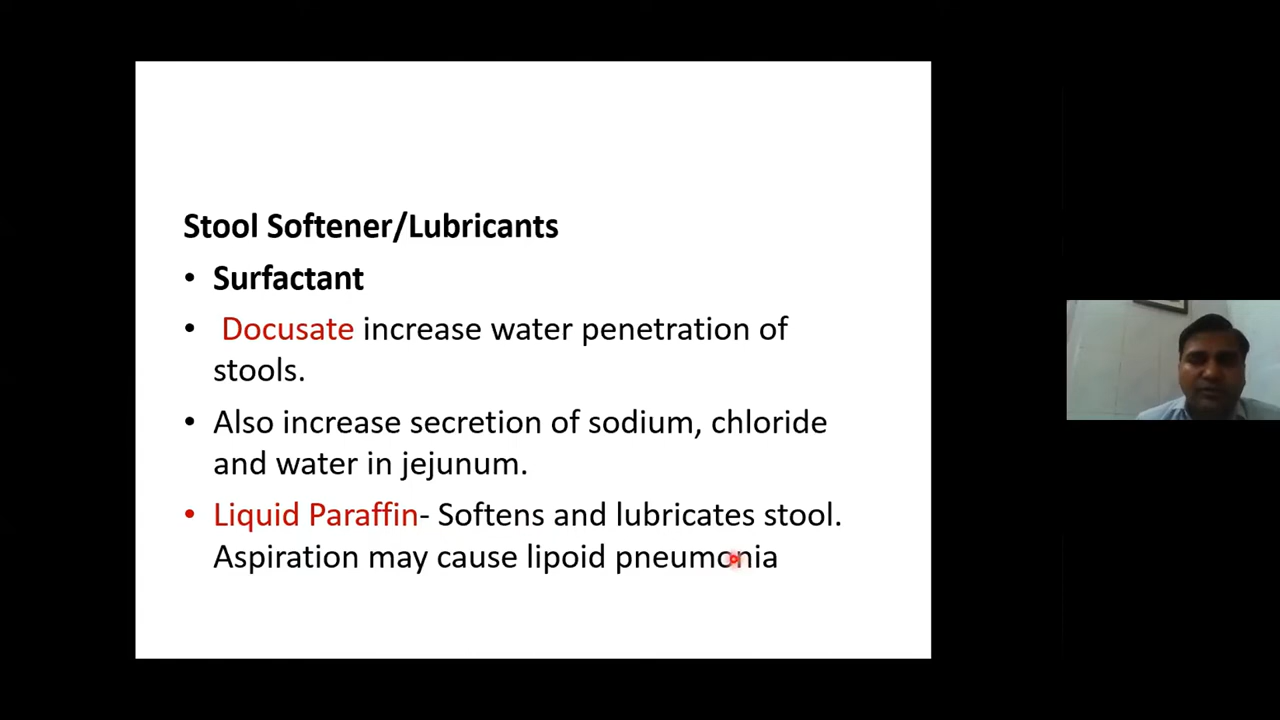 Stool Softener/Lubricants
• Surfactant
• Docusate increase water penetration of
stools.
• Also increase secretion of sodium, chloride
and water in jejunum.
• Liquid Paraffin- Softens and lubricates stool.
Aspiration may cause lipoid pneumonia